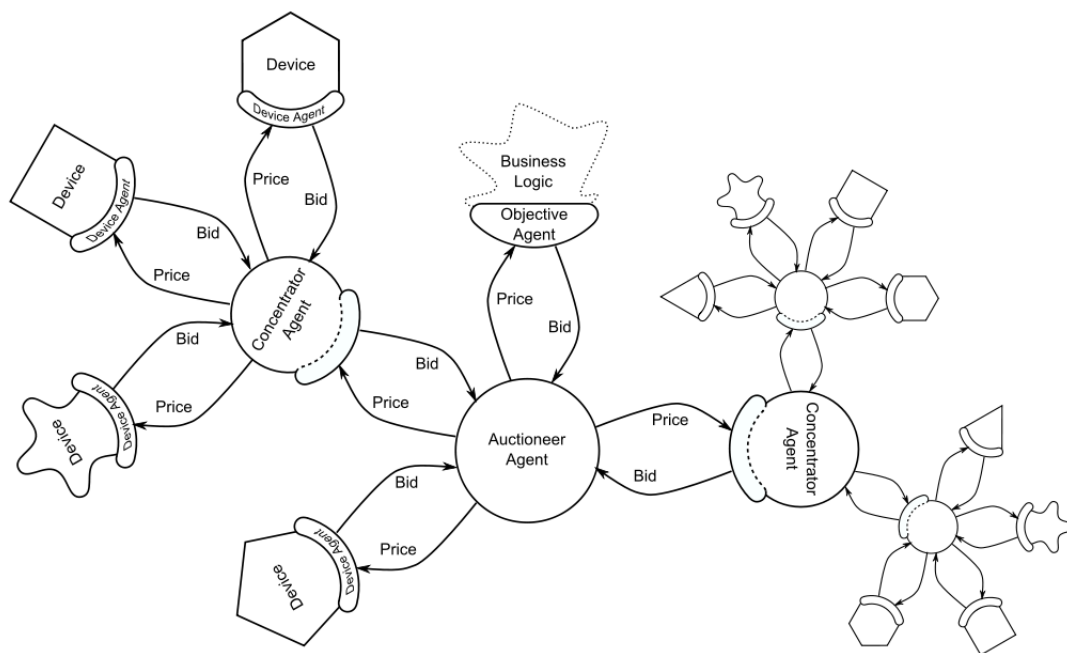 Device
Device Agent
Price
Bid
Device
Device Agent
Bid
Price
Concentrator
Agent
Bid
Price
Device
Device Agent
Business
Logic
Objective
Agent
Price
Bid
Bid
Price
Auctioneer
Agent
Price
Bid
Concentrator
Agent
Bid
Price
Device
Device Agent